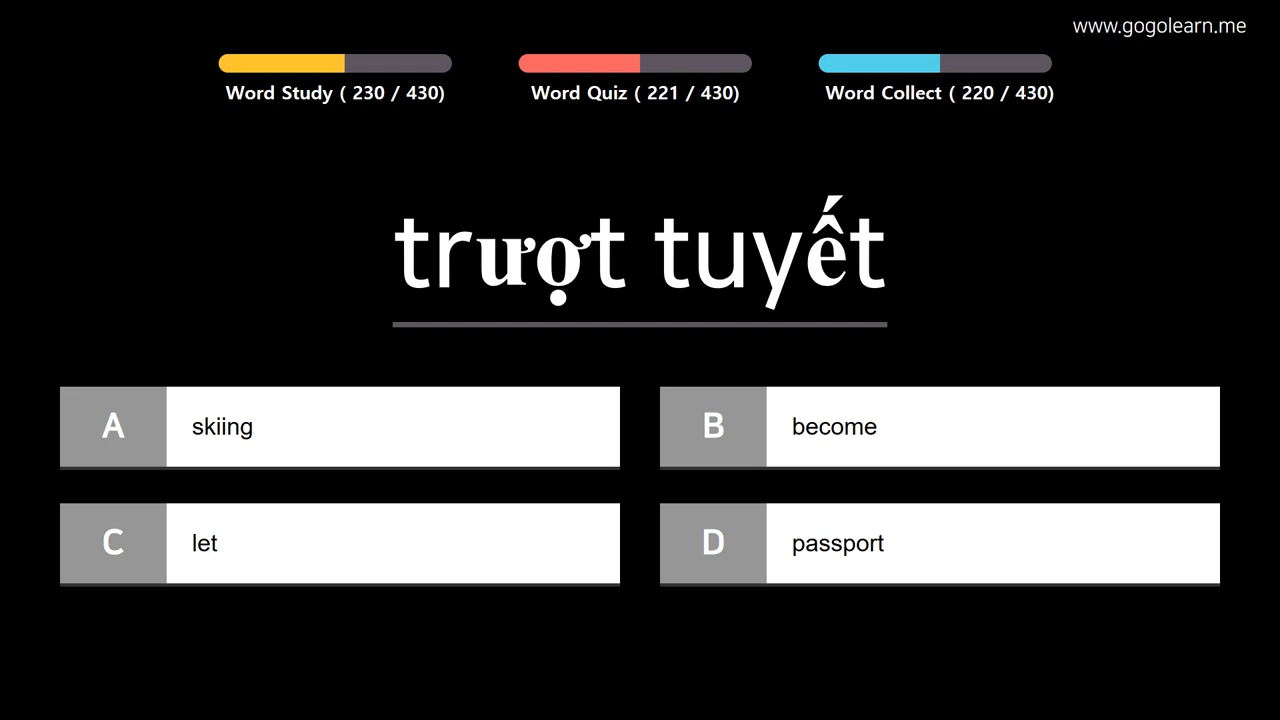 www.gogolearn.me
Word Study ( 230 / 430)
Word Quiz ( 221 / 430)
Word Collect ( 220 / 430)
trượt tuyết
A skiing
B become
C let
D passport